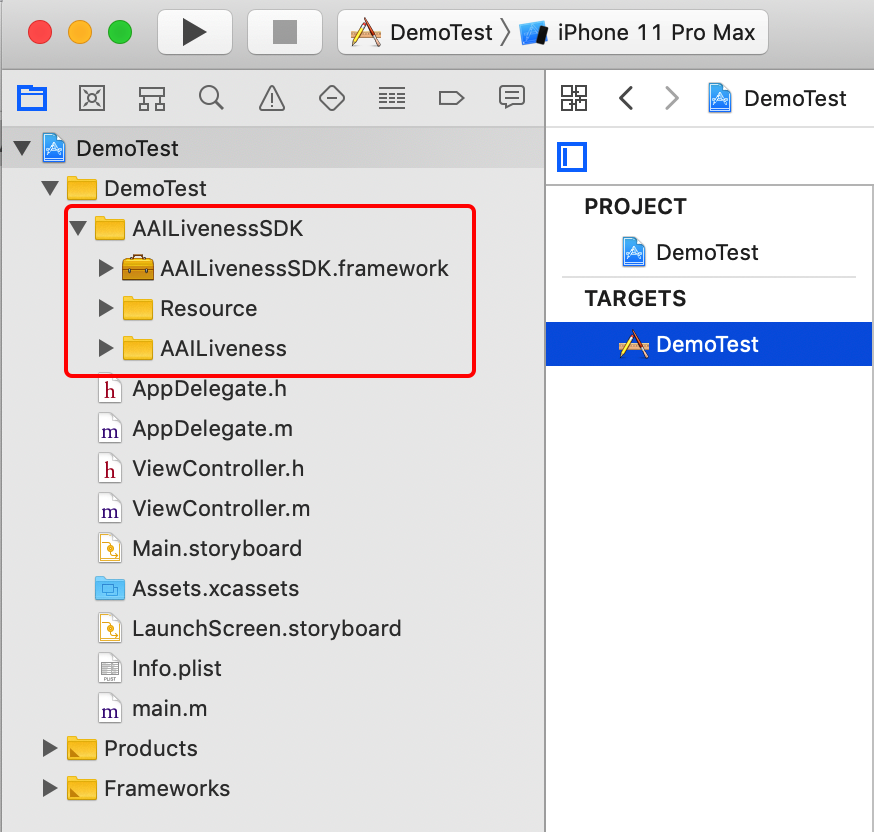 DemoTest
iPhone 11 Pro Max
DemoTest
DemoTest
DemoTest
AAILivenessSDK
AAILivenessSDK.framework
Resource
AAILiveness
h AppDelegate.h
m AppDelegate.m
h ViewController.h
m ViewController.m
Main.storyboard
Assets.xcassets
LaunchScreen.storyboard
PLIST Info.plist
m main.m
Products
Frameworks
PROJECT
DemoTest
TARGETS
DemoTest